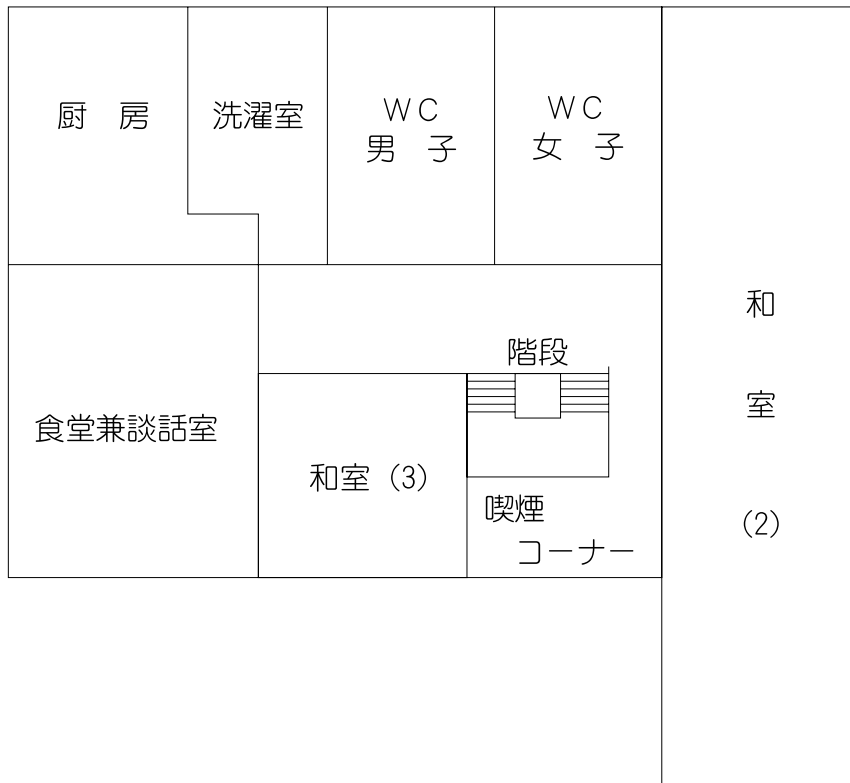 厨　房
洗濯室
ＷＣ
男　子
ＷＣ
女　子
和
室
(2)
階段
食堂兼談話室
和室（3）
喫煙
コーナー